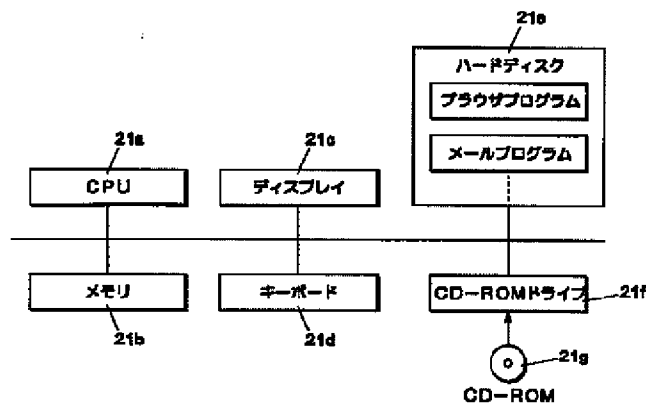 21e
ハードディスク
ブラウザプログラム
メールプログラム
21a
CPU
21c
ディスプレイ
メモリ
21b
キーボード
21d
CD-ROMドライブ
21f
21g
CD-ROM